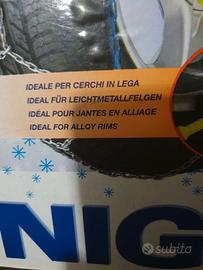 IDEALE PER CERCHI IN LEGA
IDEAL FÜR LEICHTMETALLFELGEN
IDÉAL POUR JANTES EN ALLIAGE
IDEAL FOR ALLOY RIMS
NIG
subito